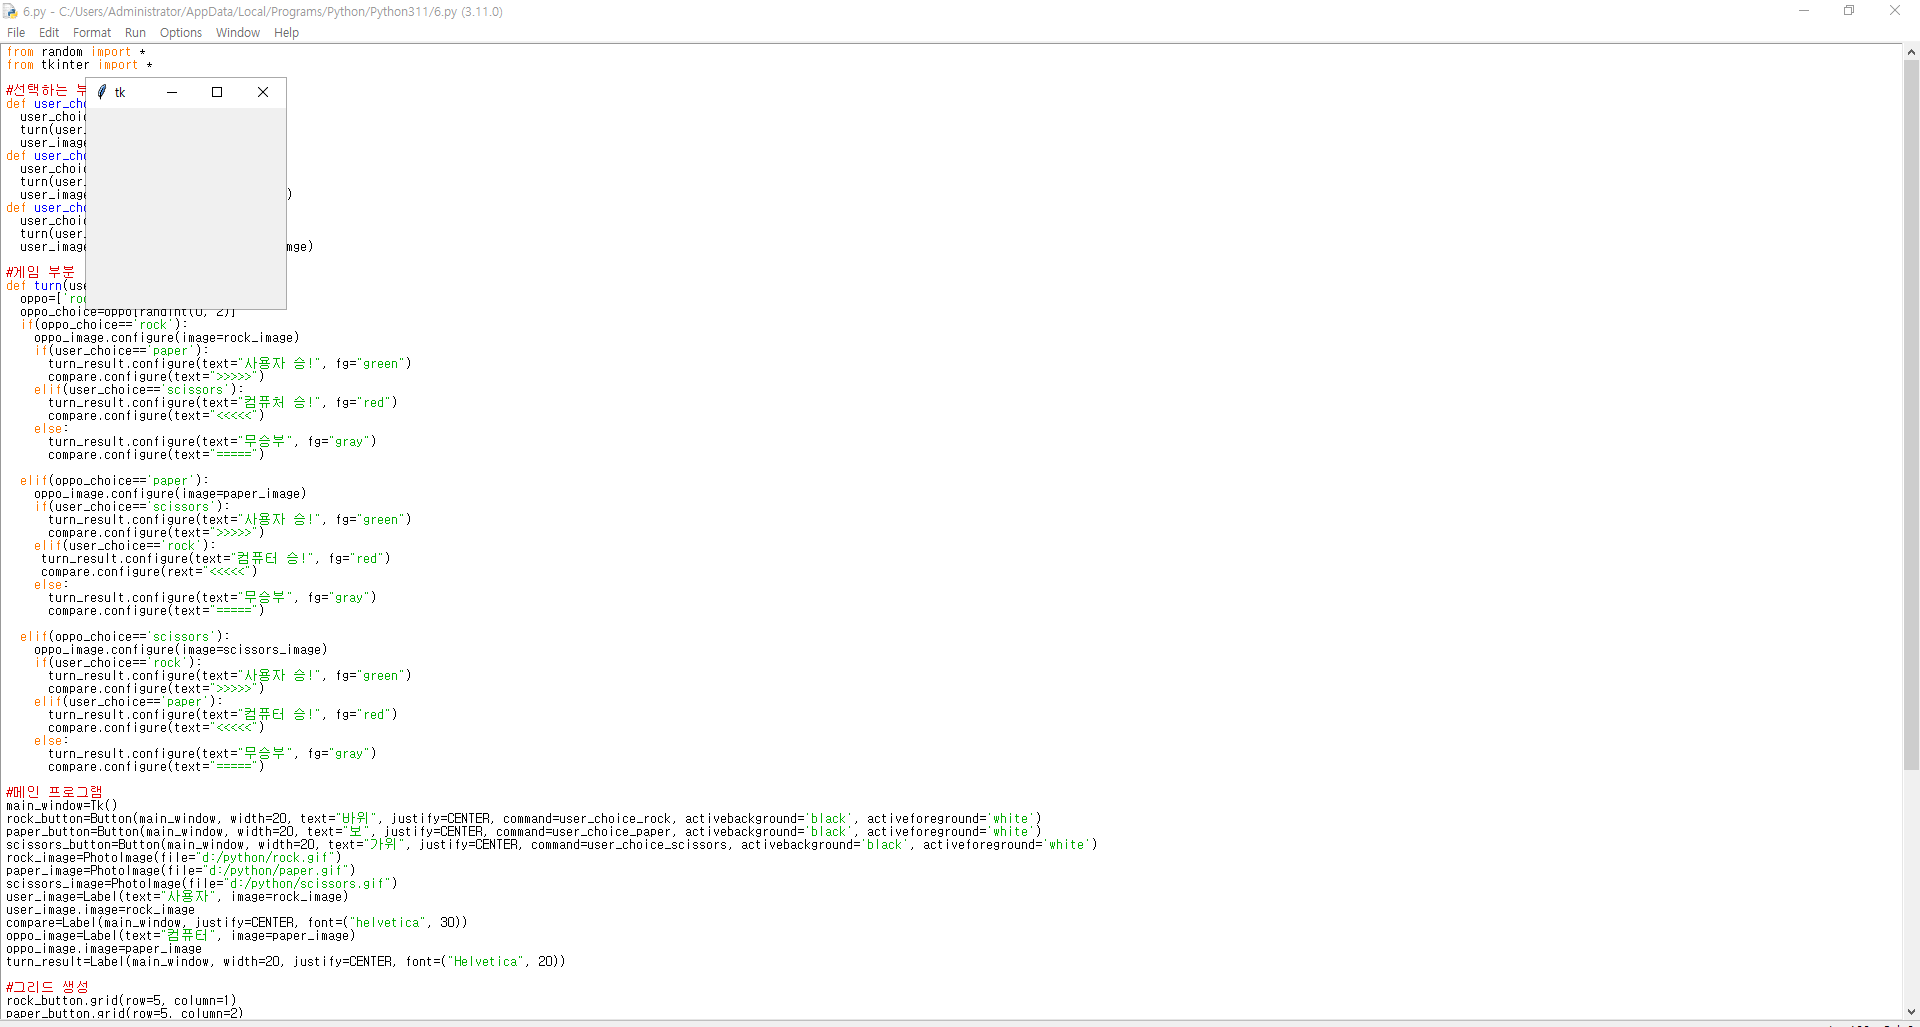 6.py - C:/Users/Administrator/AppData/Local/Programs/Python/Python311/6.py (3.11.0)
File Edit Format Run Options Window Help
from random import *
from tkinter import *
tk
#선택하는
def
turn(user_
user_image
def
turn(user_
user_image )
def
turn(user_
user_image
#게임 부분
def turn(
oppo=[
oppo_choice=oppo[randint(0, 2)]
if(oppo_choice=='rock'):
oppo_image.configure(image=rock_image)
if(user_choice=='paper'):
turn_result.configure(text="사용자 승!", fg="green")
compare.configure(text=">>>>>")
elif(user_choice=='scissors'):
turn_result.configure(text="컴퓨처 승!", fg="red")
compare.configure(text="<<<<<")
else:
turn_result.configure(text="무승부", fg="gray")
compare.configure(text="=====")
elif(oppo_choice=='paper'):
oppo_image.configure(image=paper_image)
if(user_choice=='scissors'):
turn_result.configure(text="사용자 승!", fg="green")
compare.configure(text=">>>>>")
elif(user_choice=='rock'):
turn_result.configure(text="컴퓨터 승!", fg="red")
compare.configure(rext="<<<<<")
else:
turn_result.configure(text="무승부", fg="gray")
compare.configure(text="=====")
elif(oppo_choice=='scissors'):
oppo_image.configure(image=scissors_image)
if(user_choice=='rock'):
turn_result.configure(text="사용자 승!", fg="green")
compare.configure(text=">>>>>")
elif(user_choice=='paper'):
turn_result.configure(text="컴퓨터 승!", fg="red")
compare.configure(text="<<<<<")
else:
turn_result.configure(text="무승부", fg="gray")
compare.configure(text="=====")
#메인 프로그램
main_window=Tk()
rock_button=Button(main_window, width=20, text="바위", justify=CENTER, command=user_choice_rock, activebackground='black', activeforeground='white')
paper_button=Button(main_window, width=20, text="보", justify=CENTER, command=user_choice_paper, activebackground='black', activeforeground='white')
scissors_button=Button(main_window, width=20, text="가위", justify=CENTER, command=user_choice_scissors, activebackground='black', activeforeground='white')
rock_image=PhotoImage(file="d:/python/rock.gif")
paper_image=PhotoImage(file="d:/python/paper.gif")
scissors_image=PhotoImage(file="d:/python/scissors.gif")
user_image=Label(text="사용자", image=rock_image)
user_image.image=rock_image
compare=Label(main_window, justify=CENTER, font=("helvetica", 30))
oppo_image=Label(text="컴퓨터", image=paper_image)
oppo_image.image=paper_image
turn_result=Label(main_window, width=20, justify=CENTER, font=("Helvetica", 20))
#그리드 생성
rock_button.grid(row=5, column=1)
paper_button.grid(row=5, column=2)